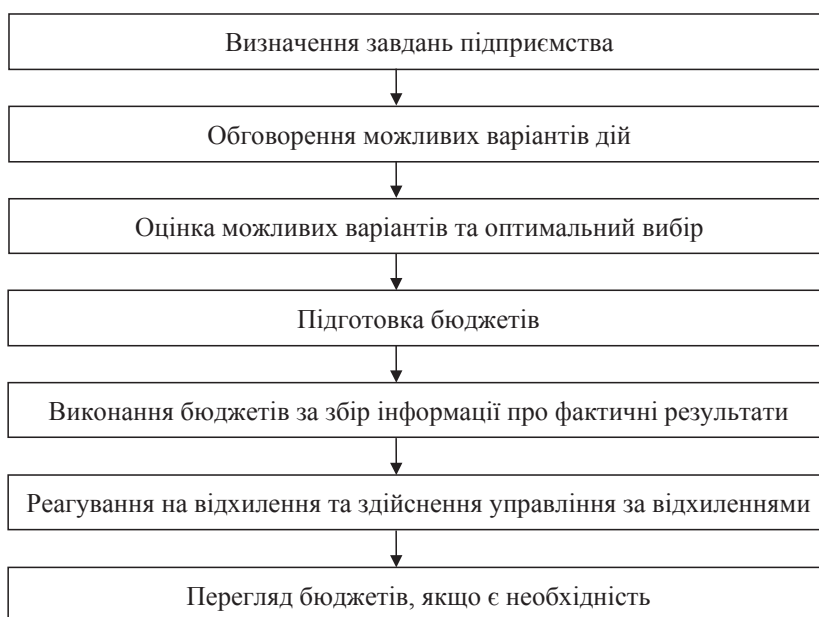 Визначення завдань підприємства
Обговорення можливих варіантів дій
Оцінка можливих варіантів та оптимальний вибір
Підготовка бюджетів
Виконання бюджетів за збір інформації про фактичні результати
Реагування на відхилення та здійснення управління за відхиленнями
Перегляд бюджетів, якщо є необхідність